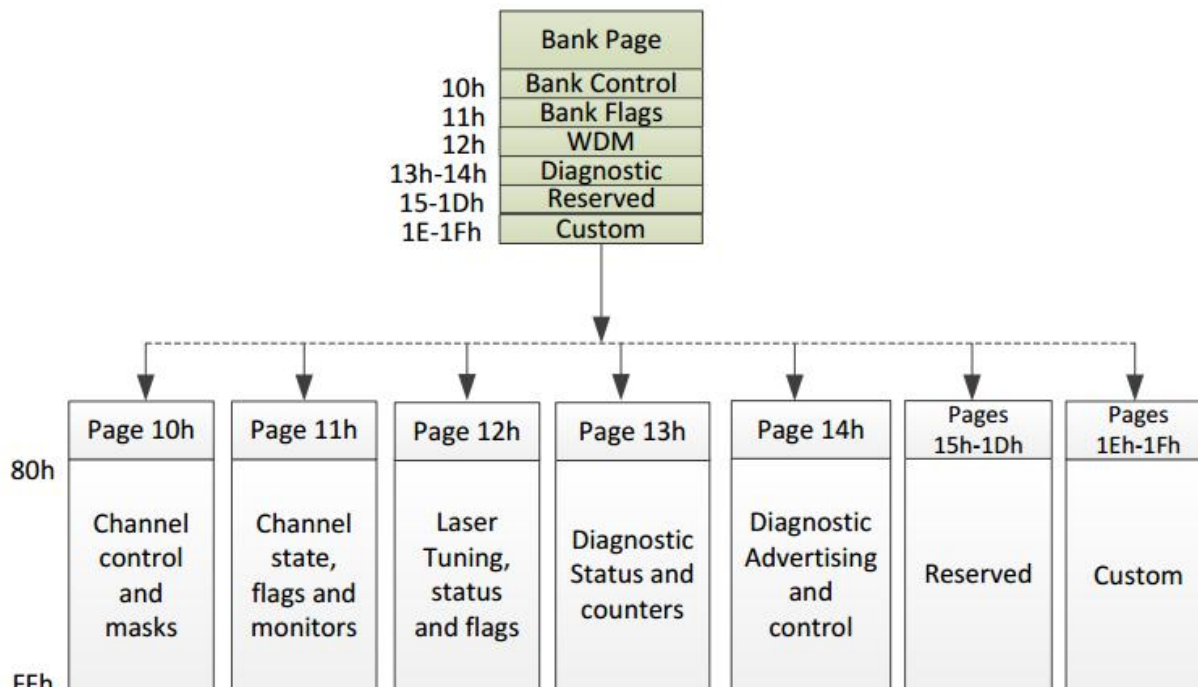 Bank Page
10h Bank Control
11h Bank Flags
12h WDM
13h-14h Diagnostic
15-1Dh Reserved
1E-1Fh Custom
Page 10h
Page 11h
Page 12h
Page 13h
Page 14h
Pages
15h-1Dh
Pages
1Eh-1Fh
80h
Channel
control
and
masks
Channel
state,
flags and
monitors
Laser
Tuning,
status
and flags
Diagnostic
Status and
counters
Diagnostic
Advertising
and
control
Reserved
Custom
FFh